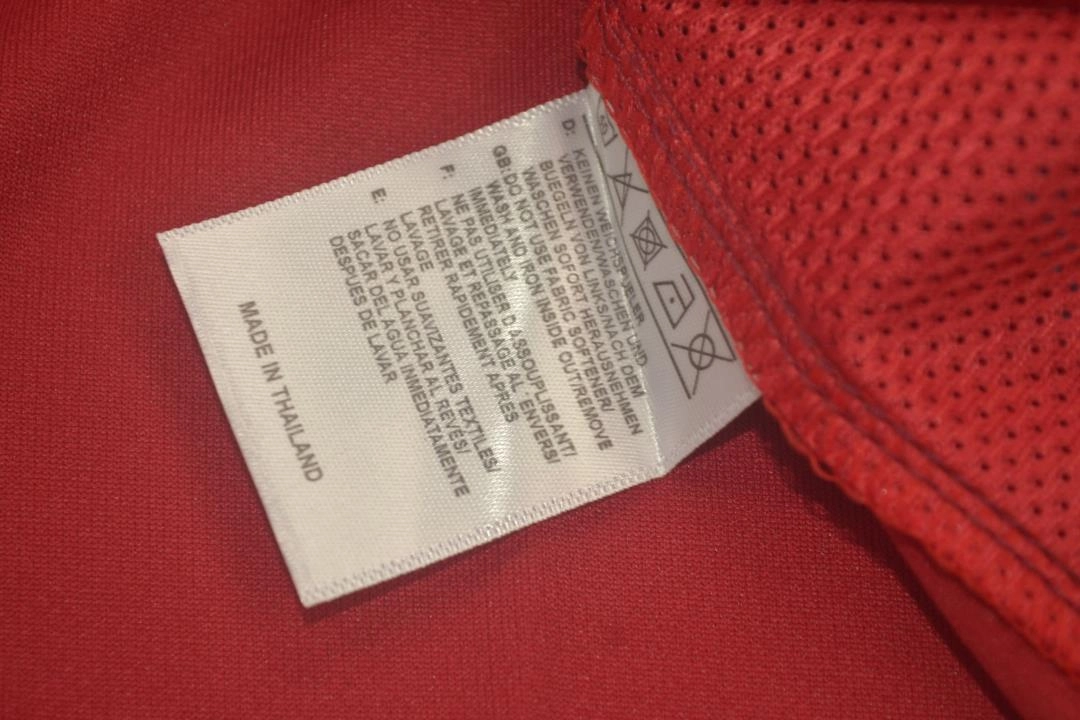 D: KEINEN WEICHSPUELER
VERWENDEN/WASCHEN UND
BUEGELN VON LINKS/NACH DEM
WASCHEN SOFORT HERAUSNEHMEN
GB: DO NOT USE FABRIC SOFTENER/
WASH AND IRON INSIDE OUT/REMOVE
IMMEDIATELY
F: NE PAS UTILISER D'ASSOUPLISSANT/
LAVAGE ET REPASSAGE AL ENVERS/
RETIRER RAPIDEMENT APRES
LAVAGE
E: NO USAR SUAVIZANTES TEXTILES/
LAVAR Y PLANCHAR AL REVES/
SACAR DEL AGUA INMEDIATAMENTE
DESPUES DE LAVAR
MADE IN THAILAND